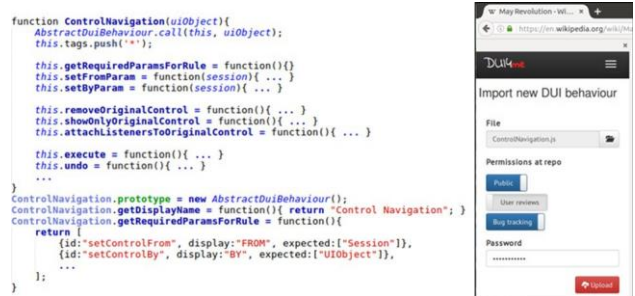 function ControlNavigation(uiObject){
AbstractDuiBehaviour.call(this, uiObject);
this.tags.push('*');
this.getRequiredParamsForRule = function(){}
this.setFromParam = function(session){ ... }
this.setByParam = function(session){ ... }
this.removeOriginalControl = function(){ ... }
this.showOnlyOriginalControl = function(){ ... }
this.attachListenersToOriginalControl = function(){ ... }
this.execute = function(){ ... }
this.undo = function(){ ... }
...
}
ControlNavigation.prototype = new AbstractDuiBehaviour();
ControlNavigation.getDisplayName = function(){ return "Control Navigation"; }
ControlNavigation.getRequiredParamsForRule = function(){
return [
{id:"setControlFrom", display:"FROM", expected:["Session"]},
{id:"setControlBy", display:"BY", expected:["UIObject"]},
...
];
}
W May Revolution - Wi... × +
https://en.wikipedia.org/wiki/Ma
×
DUI4me
Import new DUI behaviour
File
ControlNavigation.js
Permissions at repo
Public
User reviews
Bug tracking
Password
•••••••••••
Upload